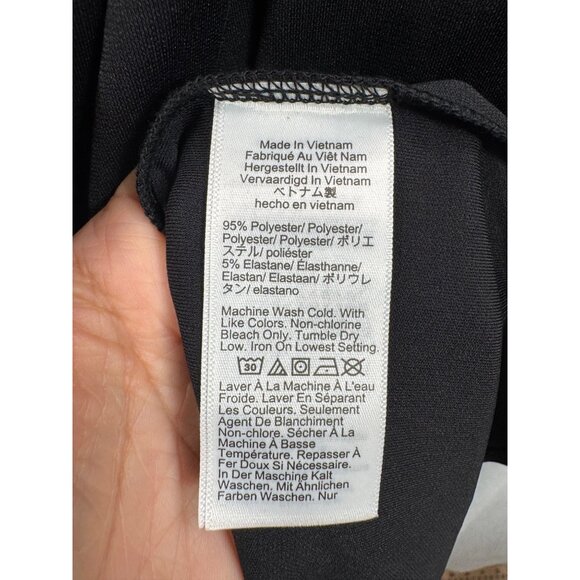 Made In Vietnam
Fabriqué Au Viêt Nam
Hergestellt In Vietnam
Vervaardigd In Vietnam
ベトナム製
hecho en vietnam
95% Polyester/ Polyester/
Polyester/ Polyester/ ポリエ
ステル/ poliéster
5% Elastane/ Élasthanne/
Elastan/ Elastaan/ ポリウレ
タン/ elastano
Machine Wash Cold. With
Like Colors. Non-chlorine
Bleach Only. Tumble Dry
Low. Iron On Lowest Setting.
30
Laver À La Machine À L'eau
Froide. Laver En Séparant
Les Couleurs. Seulement
Agent De Blanchiment
Non-chlore. Sécher À La
Machine À Basse
Température. Repasser À
Fer Doux Si Nécessaire.
In Der Maschine Kalt
Waschen. Mit Ähnlichen
Farben Waschen. Nur